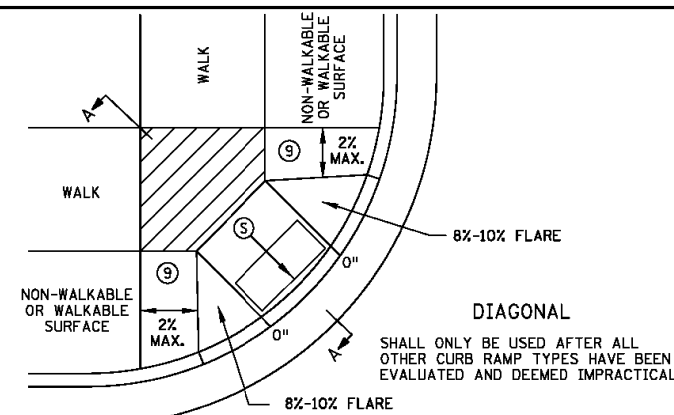 WALK
NON-WALKABLE
OR WALKABLE
SURFACE
A
9
2%
MAX.
WALK
S
8%-10% FLARE
0"
9
NON-WALKABLE
OR WALKABLE
SURFACE
2%
MAX.
0"
A
DIAGONAL
SHALL ONLY BE USED AFTER ALL
OTHER CURB RAMP TYPES HAVE BEEN
EVALUATED AND DEEMED IMPRACTICAL
8%-10% FLARE